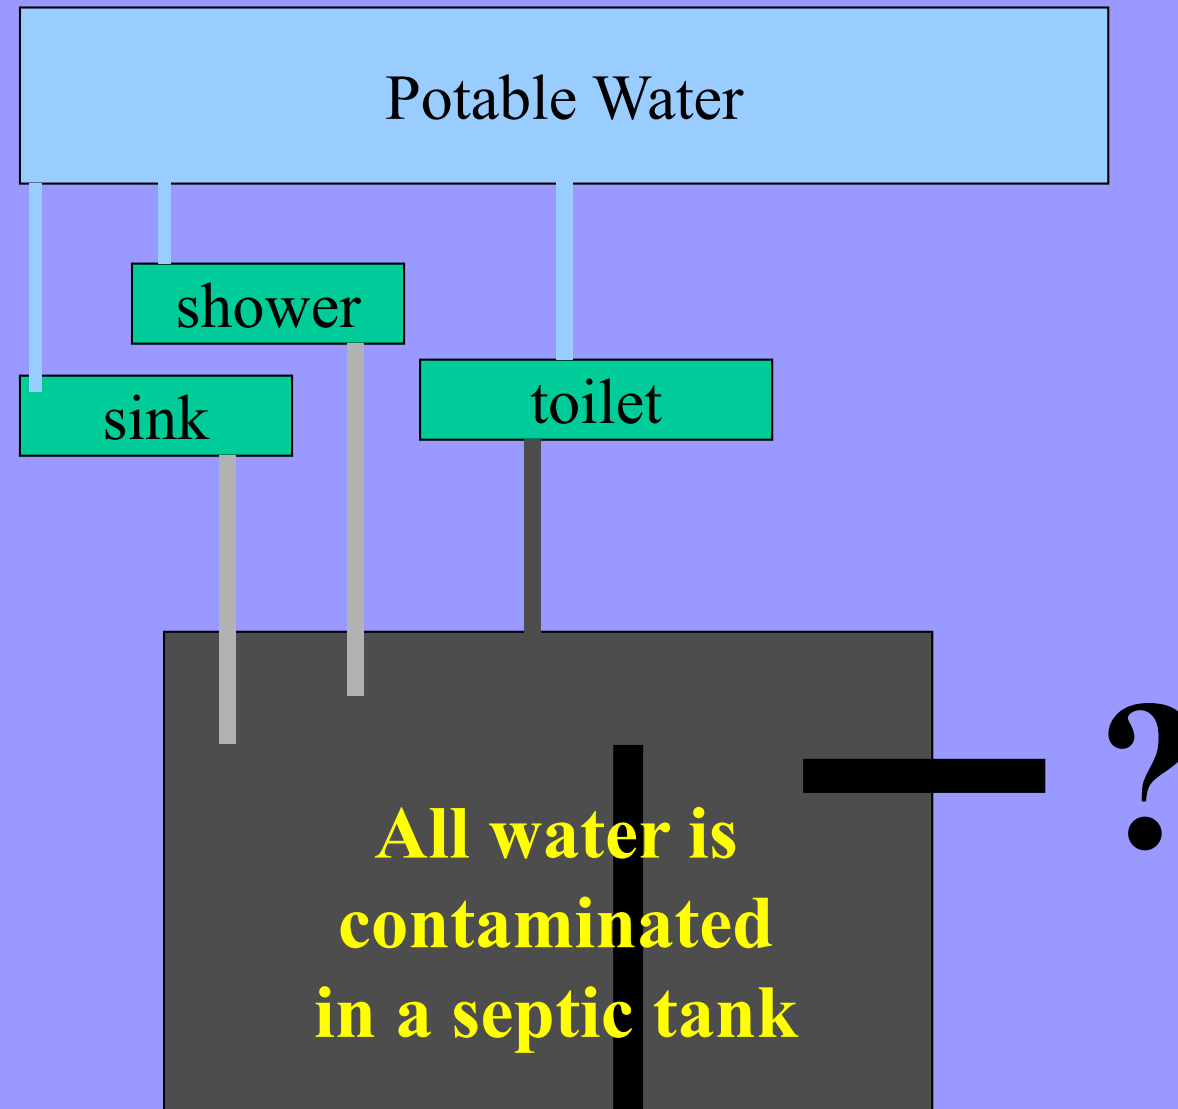 Potable Water
shower
sink
toilet
?
All water is
contaminated
in a septic tank